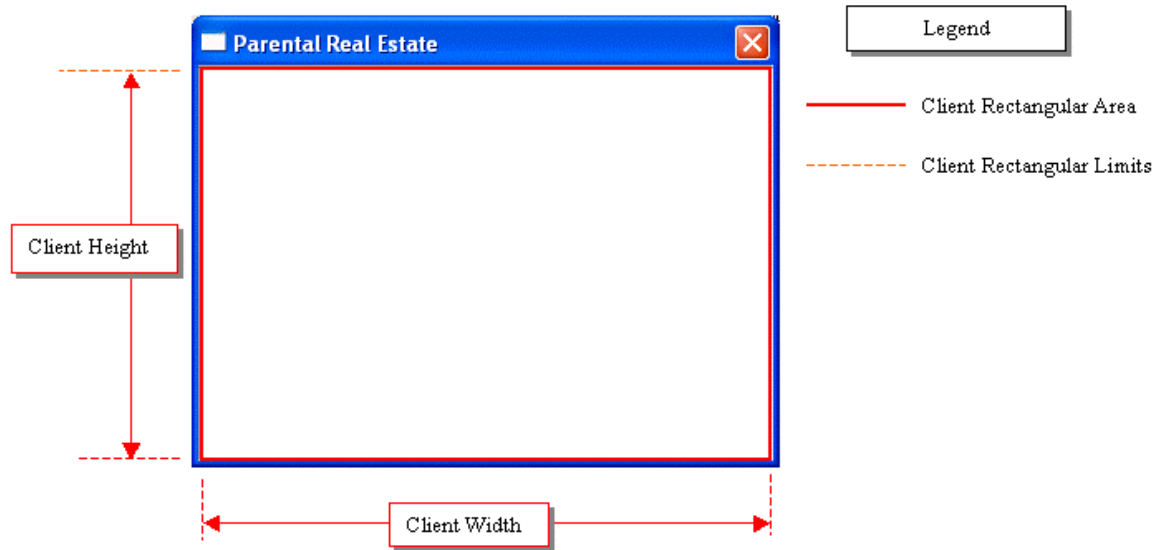 Parental Real Estate
Legend
Client Rectangular Area
Client Rectangular Limits
Client Height
Client Width